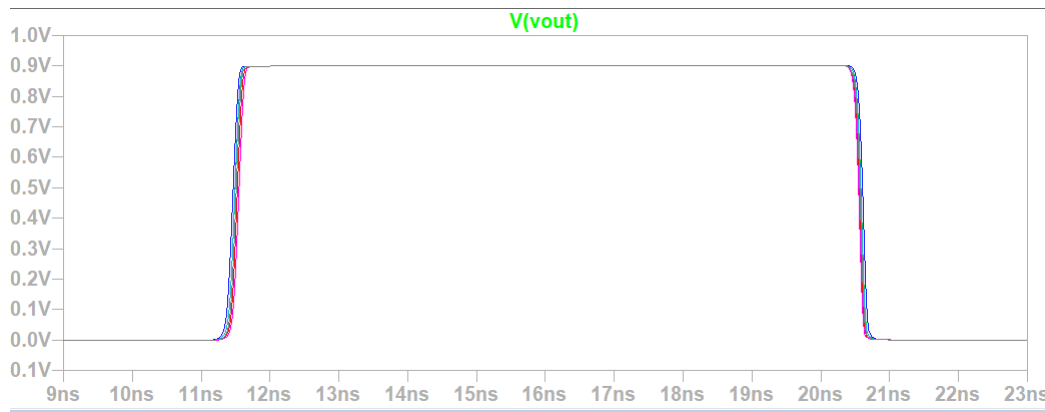 V(vout)
1.0V
0.9V
0.8V
0.7V
0.6V
0.5V
0.4V
0.3V
0.2V
0.1V
0.0V
0.1V
9ns 10ns 11ns 12ns 13ns 14ns 15ns 16ns 17ns 18ns 19ns 20ns 21ns 22ns 23ns